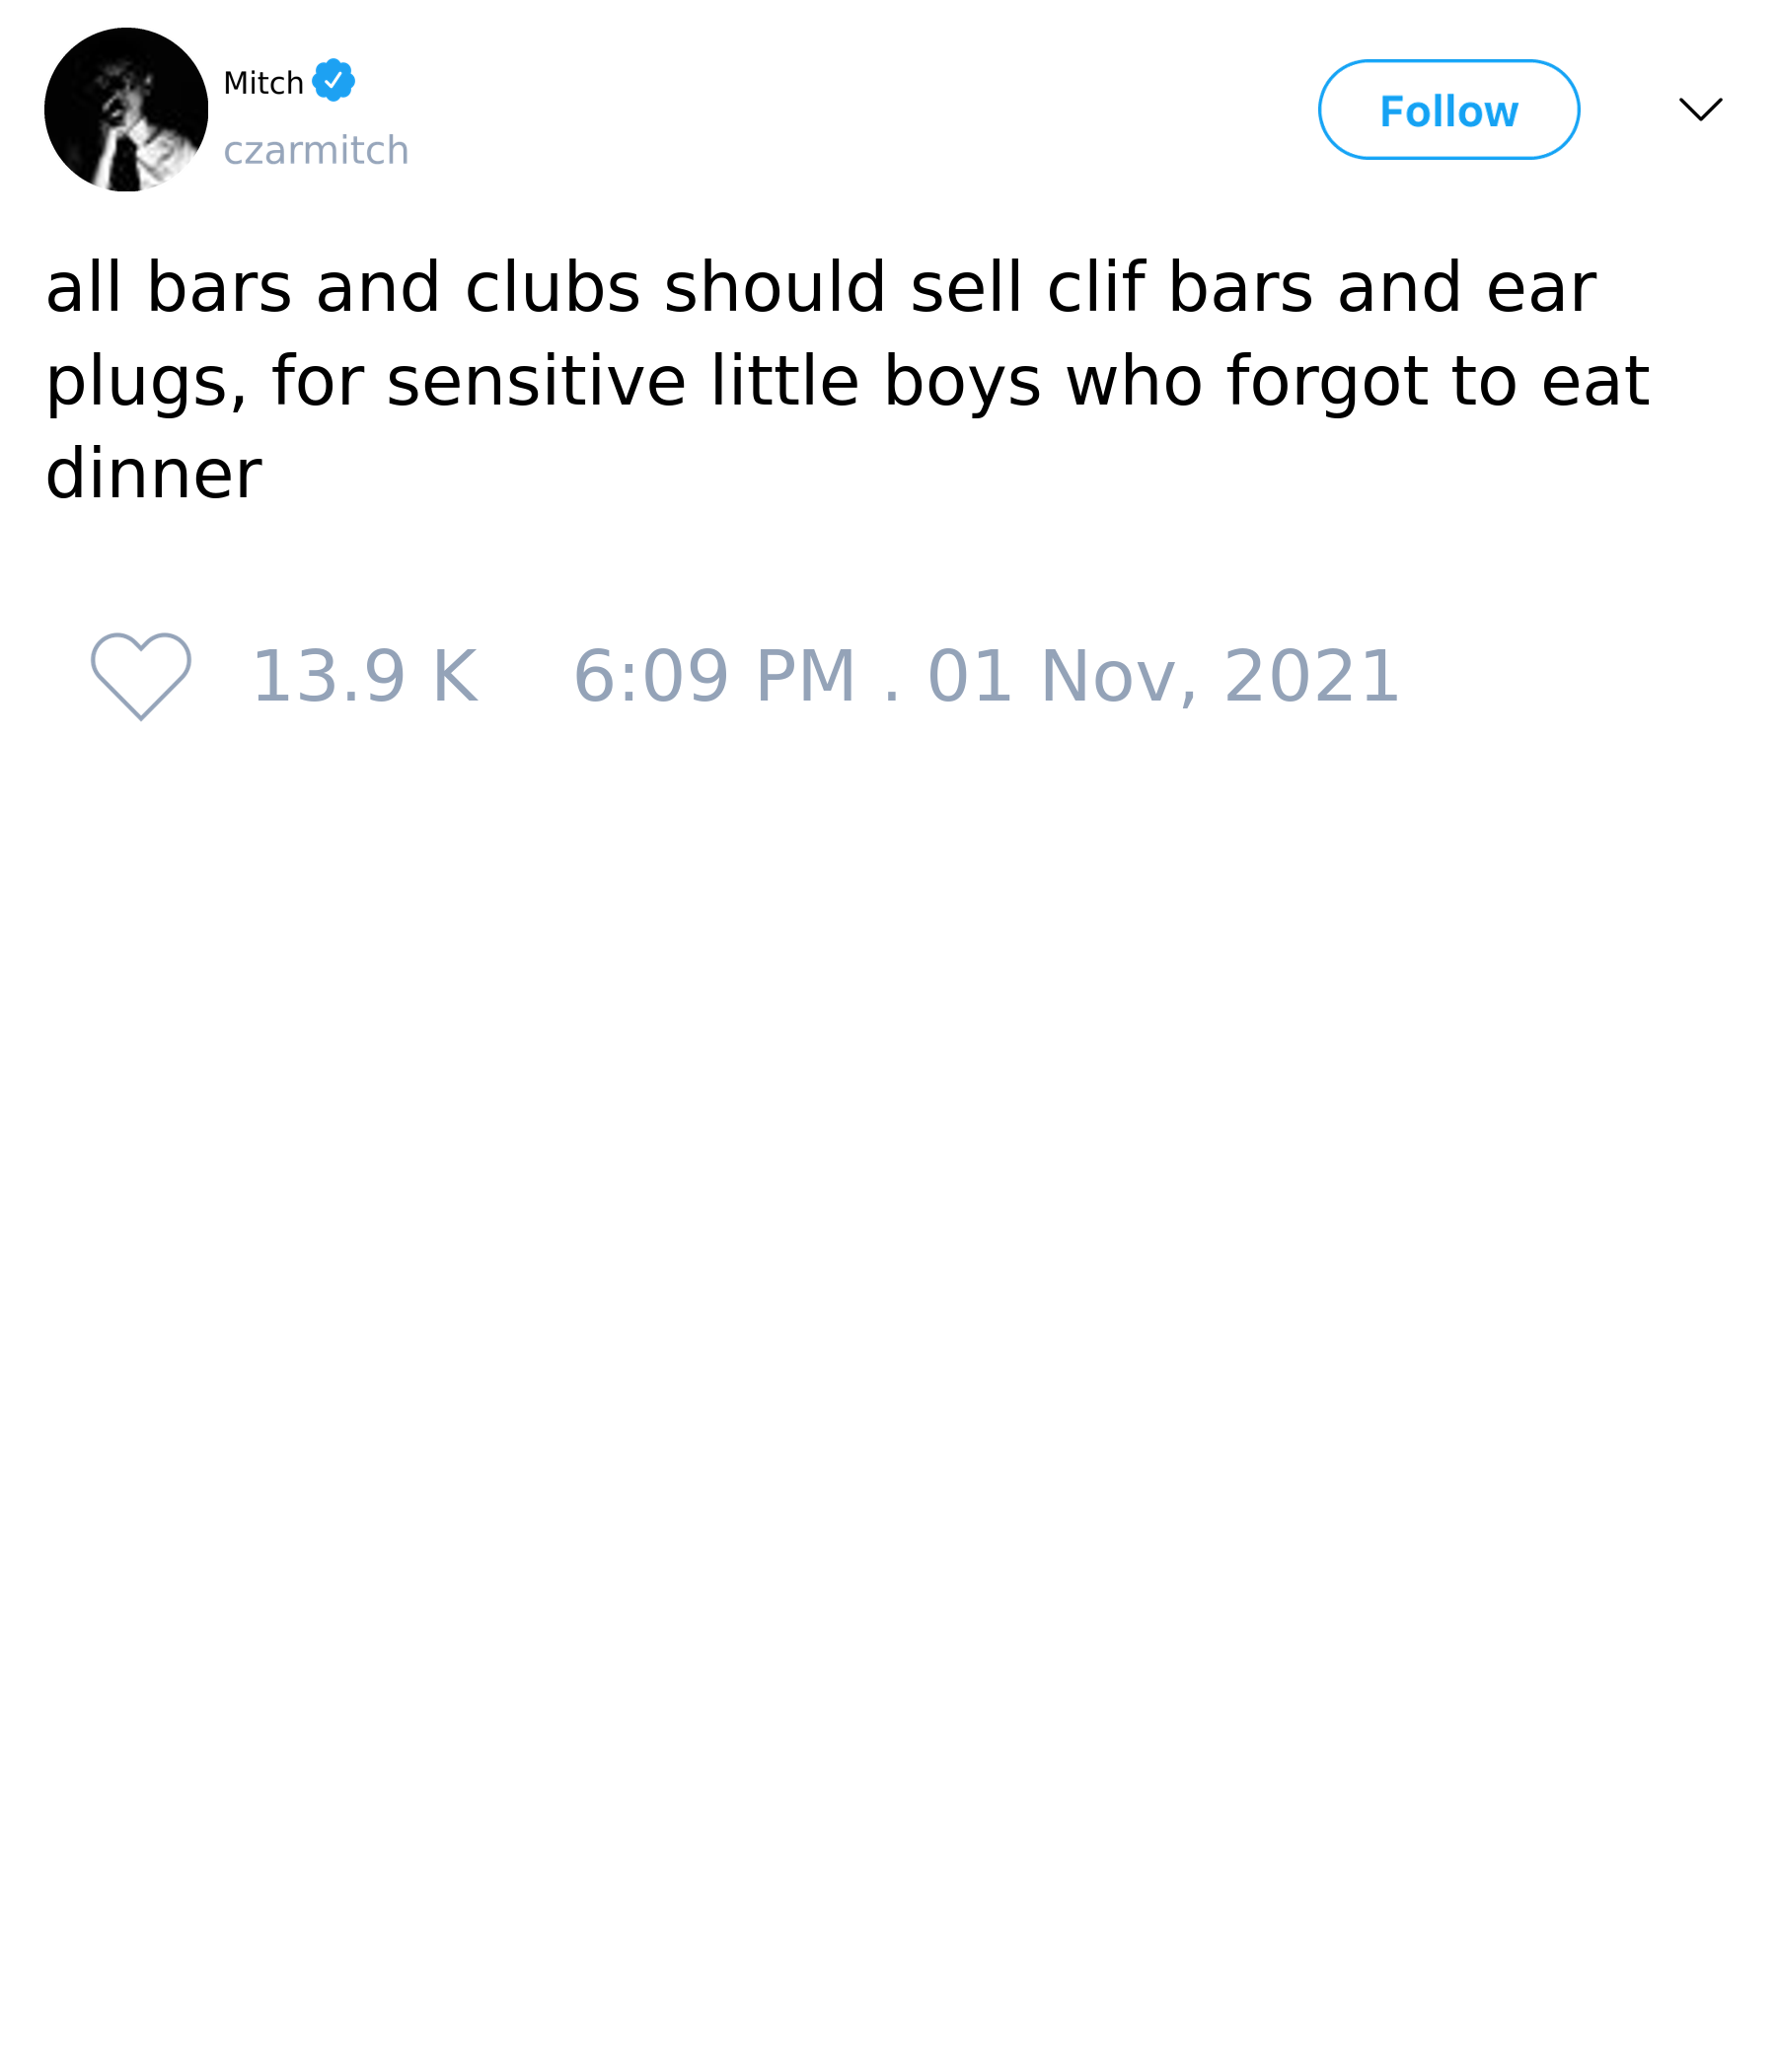 Mitch
czarmitch
Follow
all bars and clubs should sell clif bars and ear
plugs, for sensitive little boys who forgot to eat
dinner
13.9 K 6:09 PM . 01 Nov, 2021